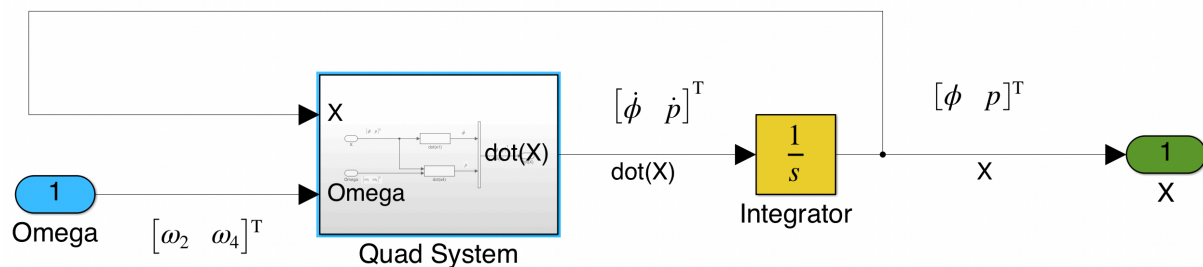 [ϕ̇ ṗ]ᵀ
[ϕ p]ᵀ
X
dot(X)
Omega
1
Omega
[ω₂ ω₄]ᵀ
Quad System
dot(X)
1
s
Integrator
X
1
X